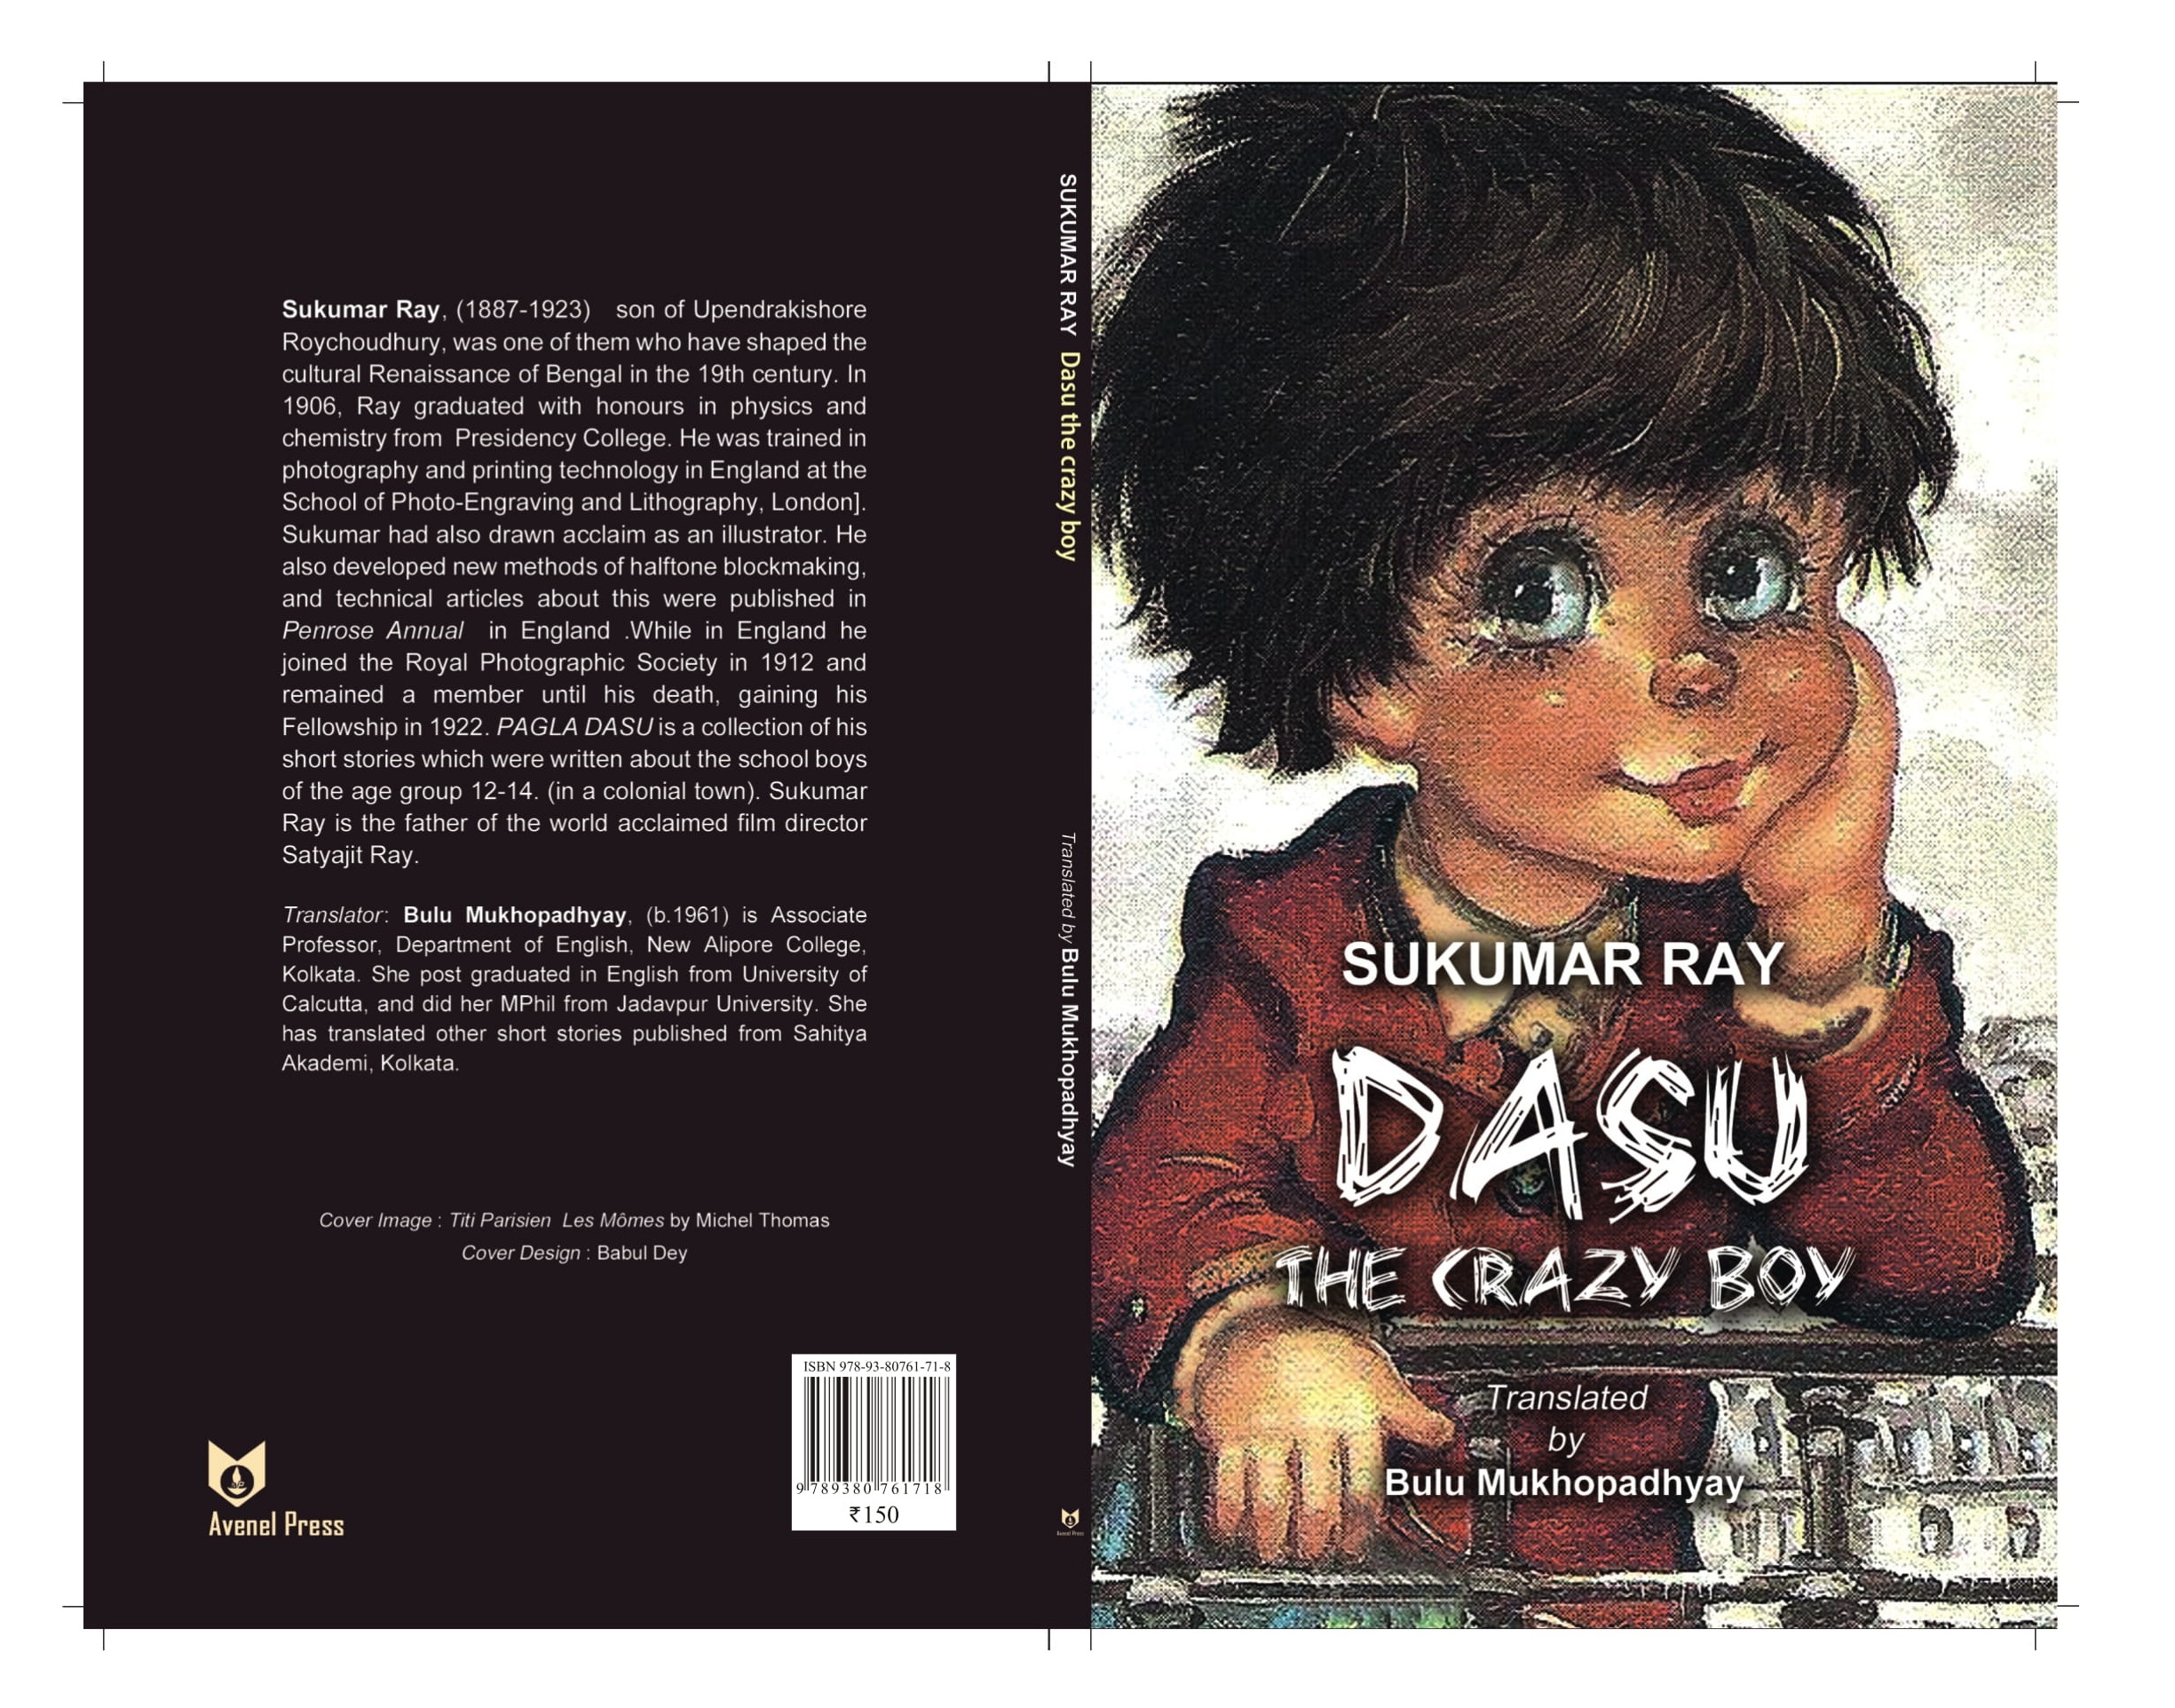 Sukumar Ray, (1887-1923) son of Upendrakishore
Roychoudhury, was one of them who have shaped the
cultural Renaissance of Bengal in the 19th century. In
1906, Ray graduated with honours in physics and
chemistry from Presidency College. He was trained in
photography and printing technology in England at the
School of Photo-Engraving and Lithography, London].
Sukumar had also drawn acclaim as an illustrator. He
also developed new methods of halftone blockmaking,
and technical articles about this were published in
Penrose Annual in England .While in England he
joined the Royal Photographic Society in 1912 and
remained a member until his death, gaining his
Fellowship in 1922. PAGLA DASU is a collection of his
short stories which were written about the school boys
of the age group 12-14. (in a colonial town). Sukumar
Ray is the father of the world acclaimed film director
Satyajit Ray.
Translator: Bulu Mukhopadhyay, (b.1961) is Associate
Professor, Department of English, New Alipore College,
Kolkata. She post graduated in English from University of
Calcutta, and did her MPhil from Jadavpur University. She
has translated other short stories published from Sahitya
Akademi, Kolkata.
Cover Image : Titi Parisien Les Mômes by Michel Thomas
Cover Design : Babul Dey
ISBN 978-93-80761-71-8
9 789380 761718
₹150
Avenel Press
SUKUMAR RAY Dasu the crazy boy Translated by Bulu Mukhopadhyay
Avenel Press
SUKUMAR RAY
DASU
THE CRAZY BOY
Translated
by
Bulu Mukhopadhyay